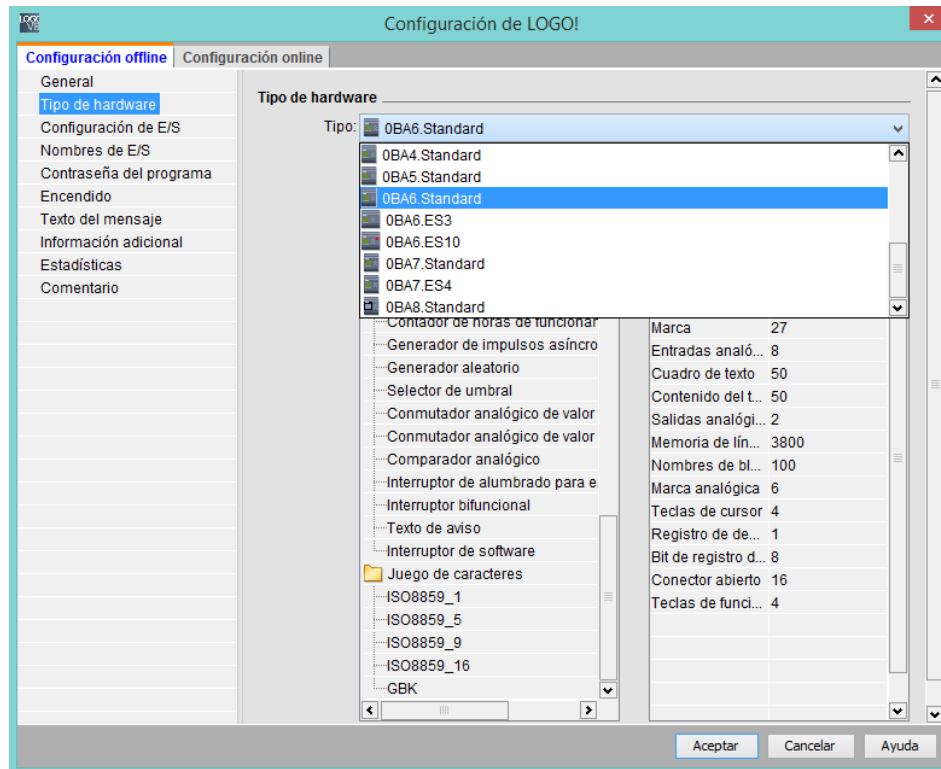 Configuración de LOGO!
Configuración offline Configuración online
General
Tipo de hardware
Configuración de E/S
Nombres de E/S
Contraseña del programa
Encendido
Texto del mensaje
Información adicional
Estadísticas
Comentario
Tipo de hardware
Tipo: 0BA6.Standard
0BA4.Standard
0BA5.Standard
0BA6.Standard
0BA6.ES3
0BA6.ES10
0BA7.Standard
0BA7.ES4
0BA8.Standard
Contador de horas de funcionar
Generador de impulsos asíncro
Generador aleatorio
Selector de umbral
Conmutador analógico de valor
Conmutador analógico de valor
Comparador analógico
Interruptor de alumbrado para e
Interruptor bifuncional
Texto de aviso
Interruptor de software
Juego de caracteres
ISO8859_1
ISO8859_5
ISO8859_9
ISO8859_16
GBK
Marca 27
Entradas analó... 8
Cuadro de texto 50
Contenido del t... 50
Salidas analógi... 2
Memoria de lín... 3800
Nombres de bl... 100
Marca analógica 6
Teclas de cursor 4
Registro de de... 1
Bit de registro d... 8
Conector abierto 16
Teclas de funci... 4
Aceptar Cancelar Ayuda